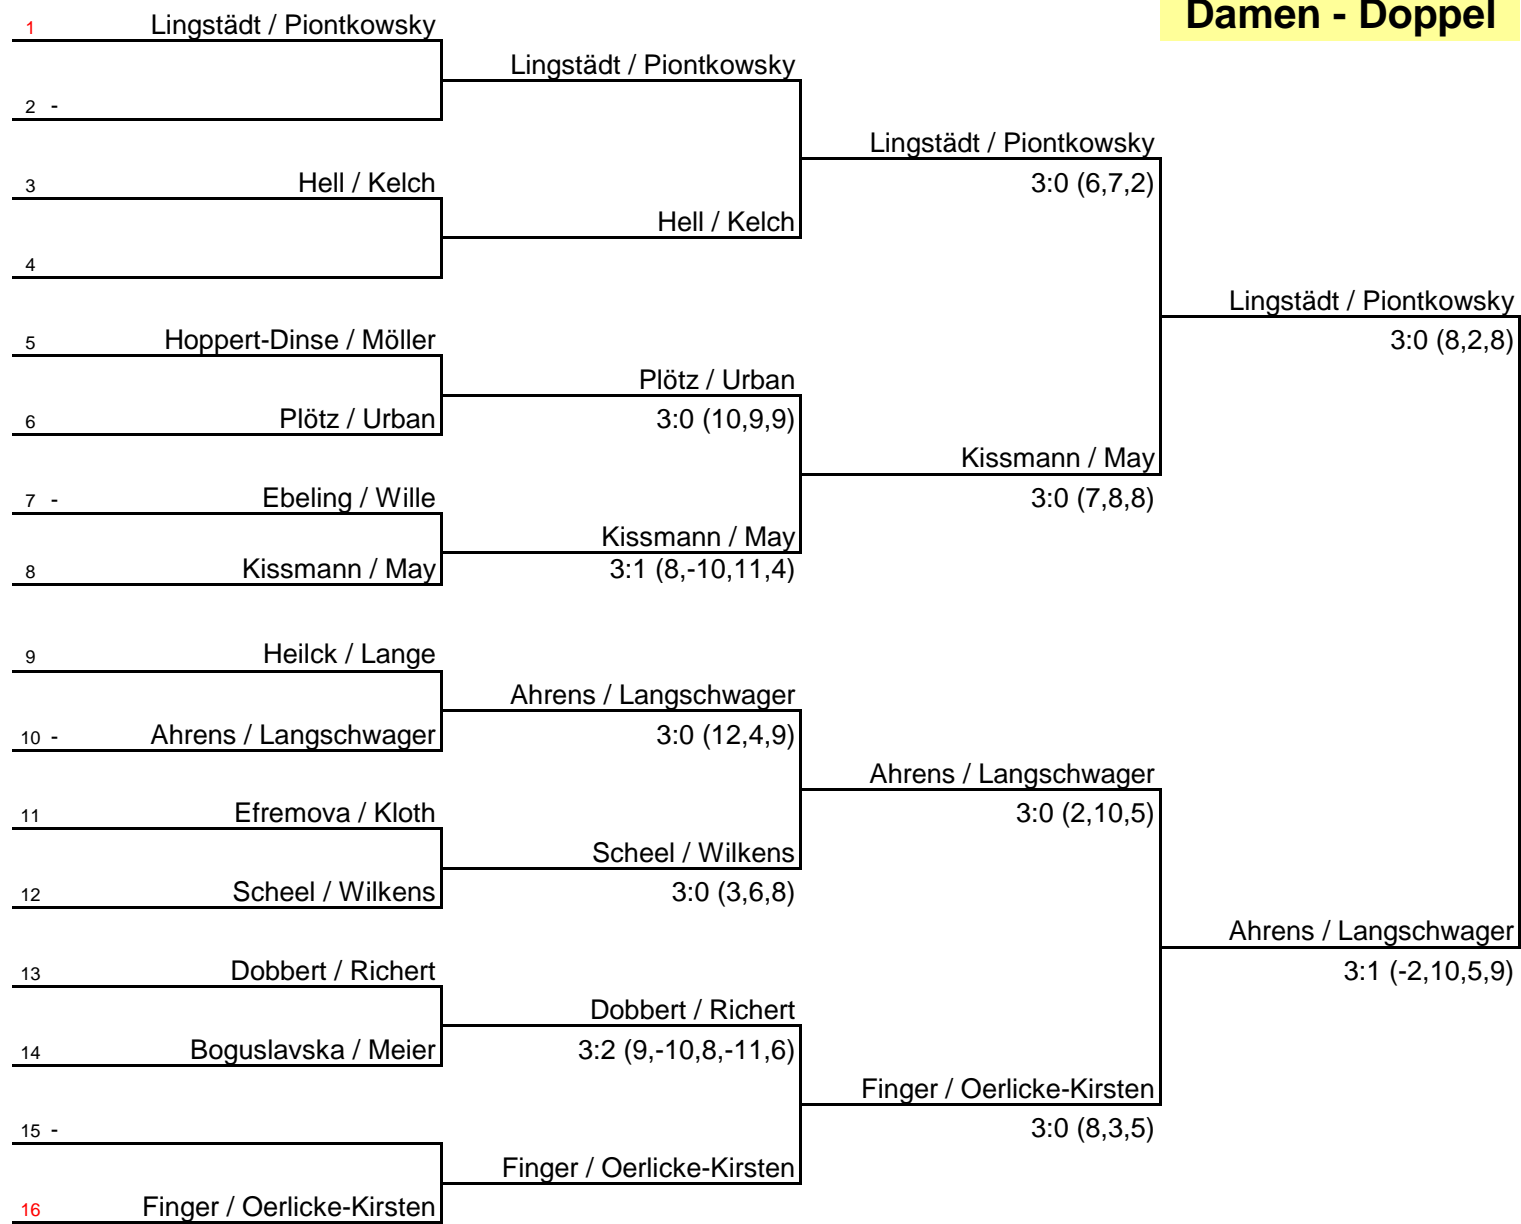 Damen - Doppel
1 Lingstädt / Piontkowsky
Lingstädt / Piontkowsky
2 -
Lingstädt / Piontkowsky
3 Hell / Kelch
3:0 (6,7,2)
Hell / Kelch
4
Lingstädt / Piontkowsky
5 Hoppert-Dinse / Möller
3:0 (8,2,8)
Plötz / Urban
6 Plötz / Urban
3:0 (10,9,9)
Kissmann / May
7 - Ebeling / Wille
3:0 (7,8,8)
Kissmann / May
8 Kissmann / May
3:1 (8,-10,11,4)
9 Heilck / Lange
Ahrens / Langschwager
10 - Ahrens / Langschwager
3:0 (12,4,9)
Ahrens / Langschwager
11 Efremova / Kloth
3:0 (2,10,5)
Scheel / Wilkens
12 Scheel / Wilkens
3:0 (3,6,8)
Ahrens / Langschwager
13 Dobbert / Richert
3:1 (-2,10,5,9)
Dobbert / Richert
14 Boguslavska / Meier
3:2 (9,-10,8,-11,6)
Finger / Oerlicke-Kirsten
15 -
3:0 (8,3,5)
Finger / Oerlicke-Kirsten
16 Finger / Oerlicke-Kirsten